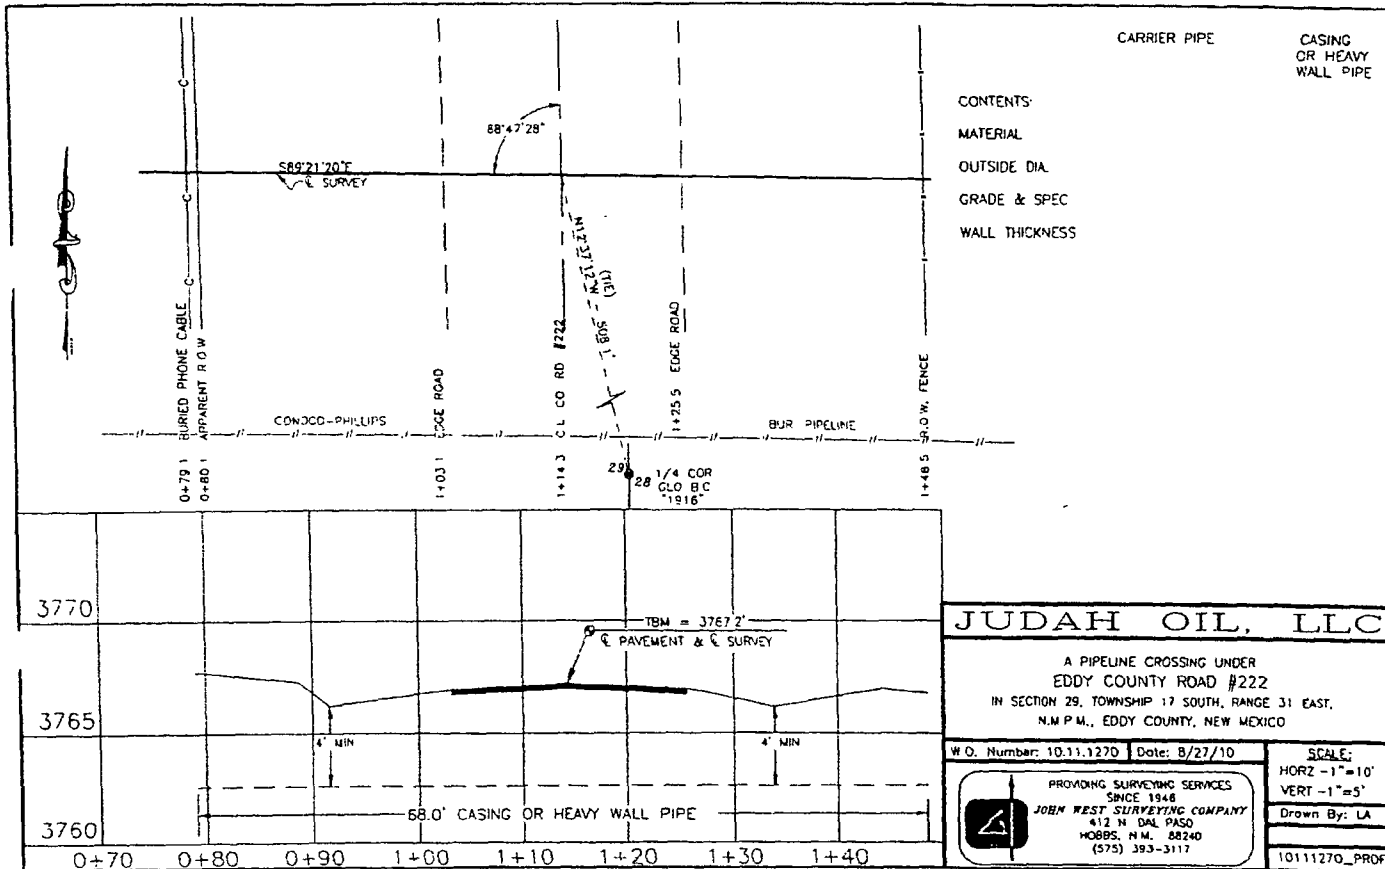 CARRIER PIPE
CASING
OR HEAVY
WALL PIPE
CONTENTS
MATERIAL
OUTSIDE DIA.
GRADE & SPEC
WALL THICKNESS
88°47'28"
S89°21'20"E
℄ SURVEY
N17°37'12"W - 508.1'
(TIE)
0+79.1 BURIED PHONE CABLE
0+80.1 APPARENT R.O.W
1+03.1 EDGE ROAD
1+14.3 C.L. CO RD #222
1+25.5 EDGE ROAD
1+48.5 R.O.W. FENCE
CONOCO-PHILLIPS
BUR PIPELINE
29
28
1/4 COR
GLO B.C
"1916"
3770
3765
3760
TBM = 3767.2'
℄ PAVEMENT & ℄ SURVEY
4' MIN
4' MIN
68.0' CASING OR HEAVY WALL PIPE
0+70 0+80 0+90 1+00 1+10 1+20 1+30 1+40
JUDAH OIL, LLC
A PIPELINE CROSSING UNDER
EDDY COUNTY ROAD #222
IN SECTION 29, TOWNSHIP 17 SOUTH, RANGE 31 EAST,
N.M.P.M., EDDY COUNTY, NEW MEXICO
W.O. Number: 10.11.1270
Date: 8/27/10
SCALE:
HORZ -1"=10'
VERT -1"=5'
Drawn By: LA
10111270_PROF
PROVIDING SURVEYING SERVICES
SINCE 1946
JOHN WEST SURVEYING COMPANY
412 N. DAL PASO
HOBBS, N.M. 88240
(575) 393-3117